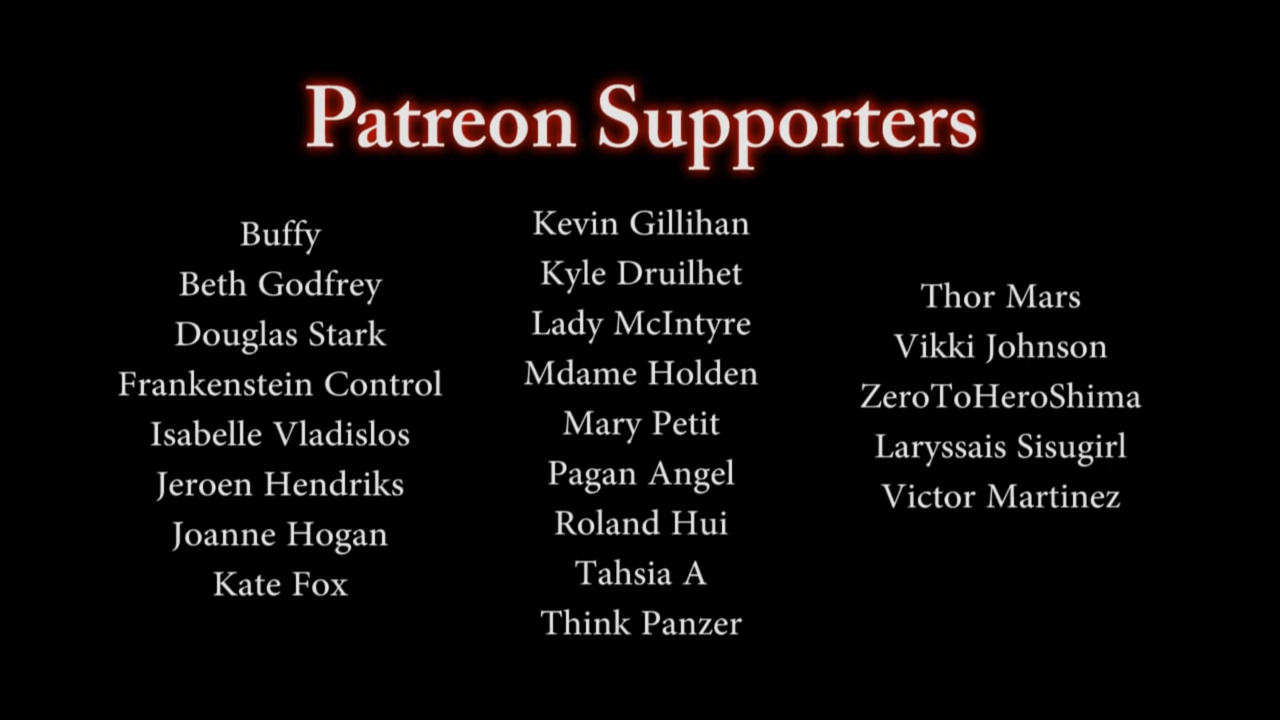 Patreon Supporters
Buffy
Beth Godfrey
Douglas Stark
Frankenstein Control
Isabelle Vladislos
Jeroen Hendriks
Joanne Hogan
Kate Fox
Kevin Gillihan
Kyle Druilhet
Lady McIntyre
Mdame Holden
Mary Petit
Pagan Angel
Roland Hui
Tahsia A
Think Panzer
Thor Mars
Vikki Johnson
ZeroToHeroShima
Laryssais Sisugirl
Victor Martinez